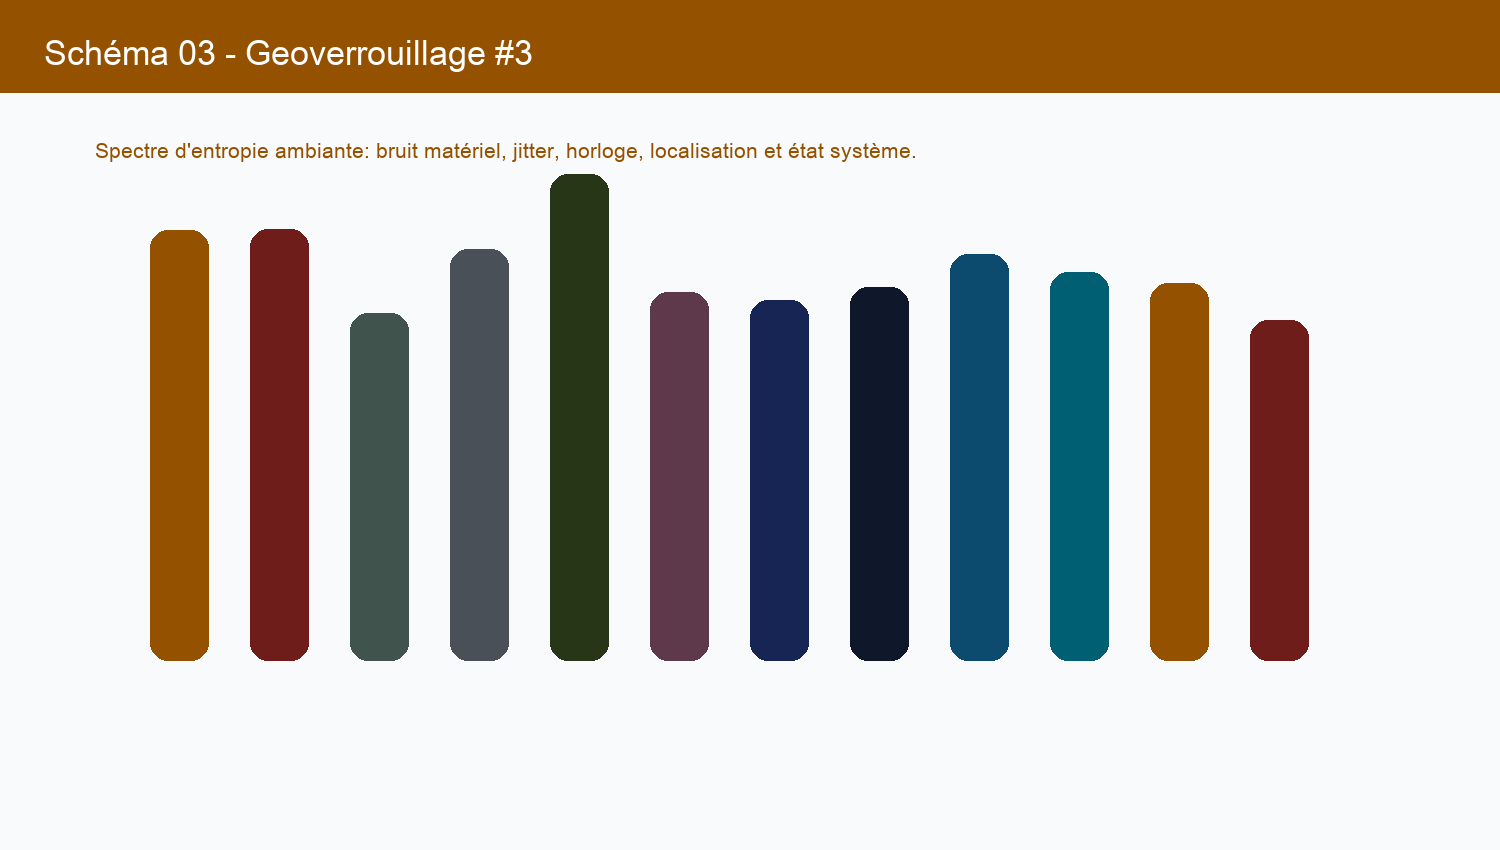 Schéma 03 - Geoverrouillage #3
Spectre d'entropie ambiante: bruit matériel, jitter, horloge, localisation et état système.